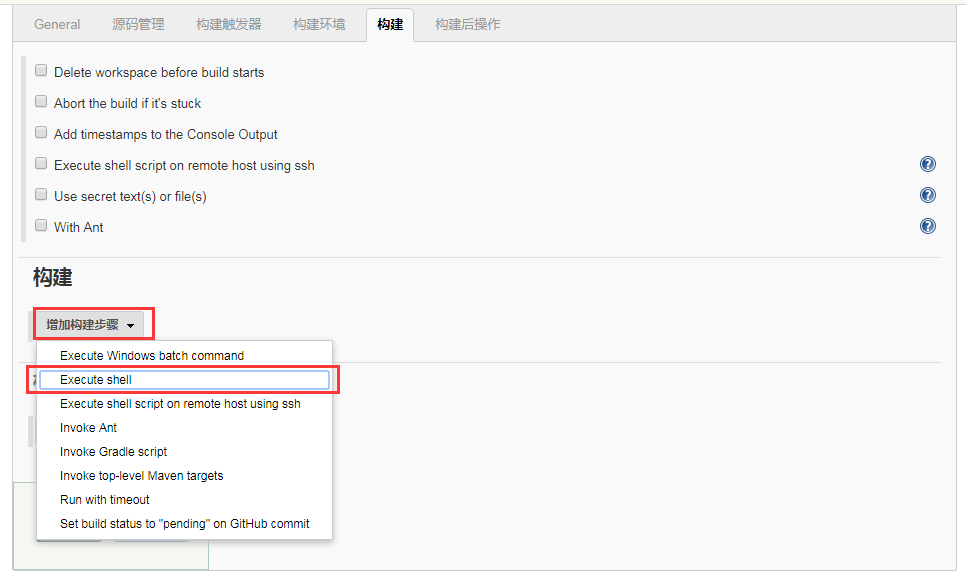 General 源码管理 构建触发器 构建环境 构建 构建后操作
Delete workspace before build starts
Abort the build if it's stuck
Add timestamps to the Console Output
Execute shell script on remote host using ssh
Use secret text(s) or file(s)
With Ant
构建
增加构建步骤
Execute Windows batch command
Execute shell
Execute shell script on remote host using ssh
Invoke Ant
Invoke Gradle script
Invoke top-level Maven targets
Run with timeout
Set build status to "pending" on GitHub commit